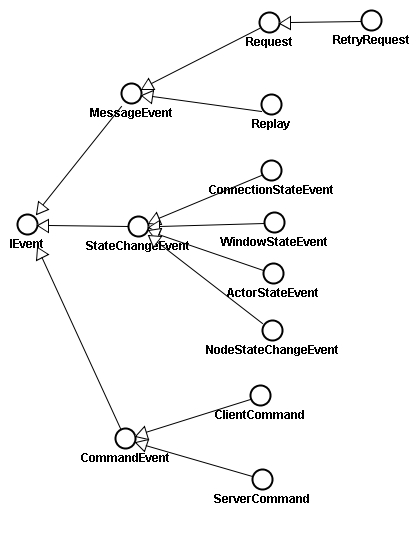 Request
RetryRequest
MessageEvent
Replay
ConnectionStateEvent
IEvent
StateChangeEvent
WindowStateEvent
ActorStateEvent
NodeStateChangeEvent
ClientCommand
CommandEvent
ServerCommand